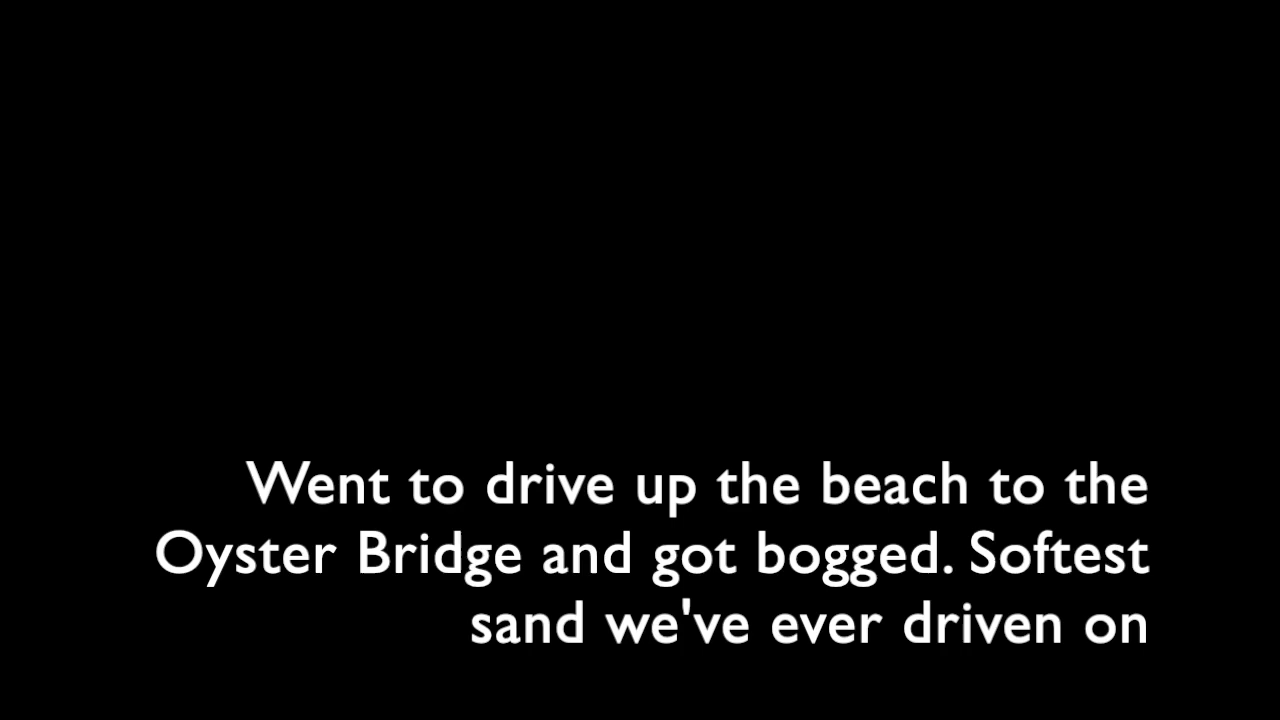 Went to drive up the beach to the
Oyster Bridge and got bogged. Softest
sand we've ever driven on